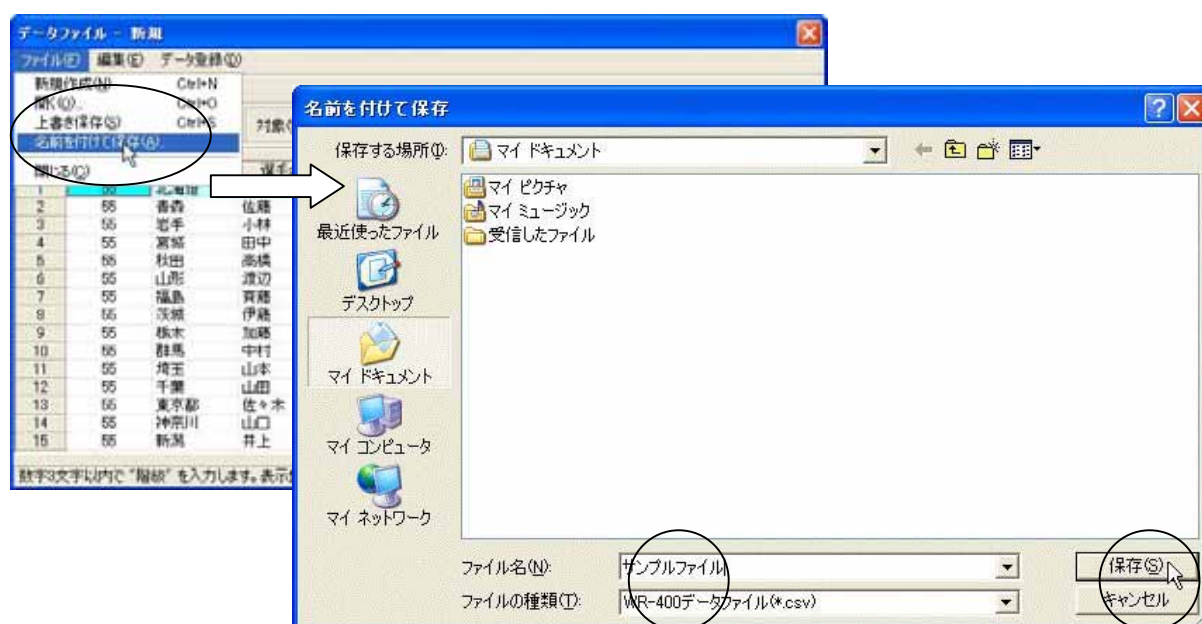 データファイル - 新規
ファイル(F) 編集(E) データ登録(D)
新規作成(N) Ctrl+N
開く(O)... Ctrl+O
上書き保存(S) Ctrl+S
名前を付けて保存(A)...
閉じる(C)
対象
選手
1 55 北海道
2 55 青森 佐藤
3 55 岩手 小林
4 55 宮城 田中
5 55 秋田 高橋
6 55 山形 渡辺
7 55 福島 斉藤
8 55 茨城 伊藤
9 55 栃木 加藤
10 55 群馬 中村
11 55 埼玉 山本
12 55 千葉 山田
13 55 東京都 佐々木
14 55 神奈川 山口
15 55 新潟 井上
数字3文字以内で "階級" を入力します。表示
名前を付けて保存
保存する場所(I): マイ ドキュメント
最近使ったファイル
デスクトップ
マイ ドキュメント
マイ コンピュータ
マイ ネットワーク
マイ ピクチャ
マイ ミュージック
受信したファイル
ファイル名(N): サンプルファイル
保存(S)
ファイルの種類(T): WR-400データファイル(*.csv)
キャンセル